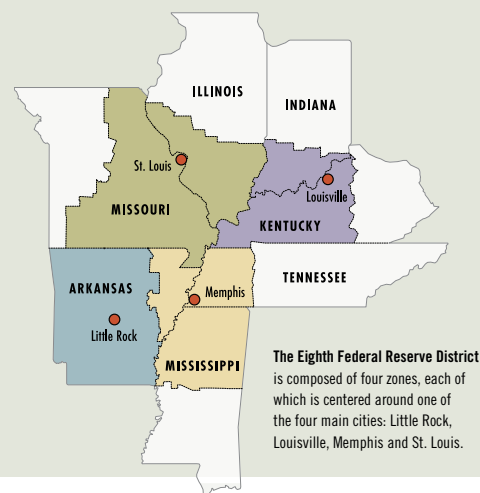 ILLINOIS
INDIANA
St. Louis
Louisville
MISSOURI
KENTUCKY
TENNESSEE
ARKANSAS
Memphis
Little Rock
MISSISSIPPI
The Eighth Federal Reserve District
is composed of four zones, each of
which is centered around one of
the four main cities: Little Rock,
Louisville, Memphis and St. Louis.